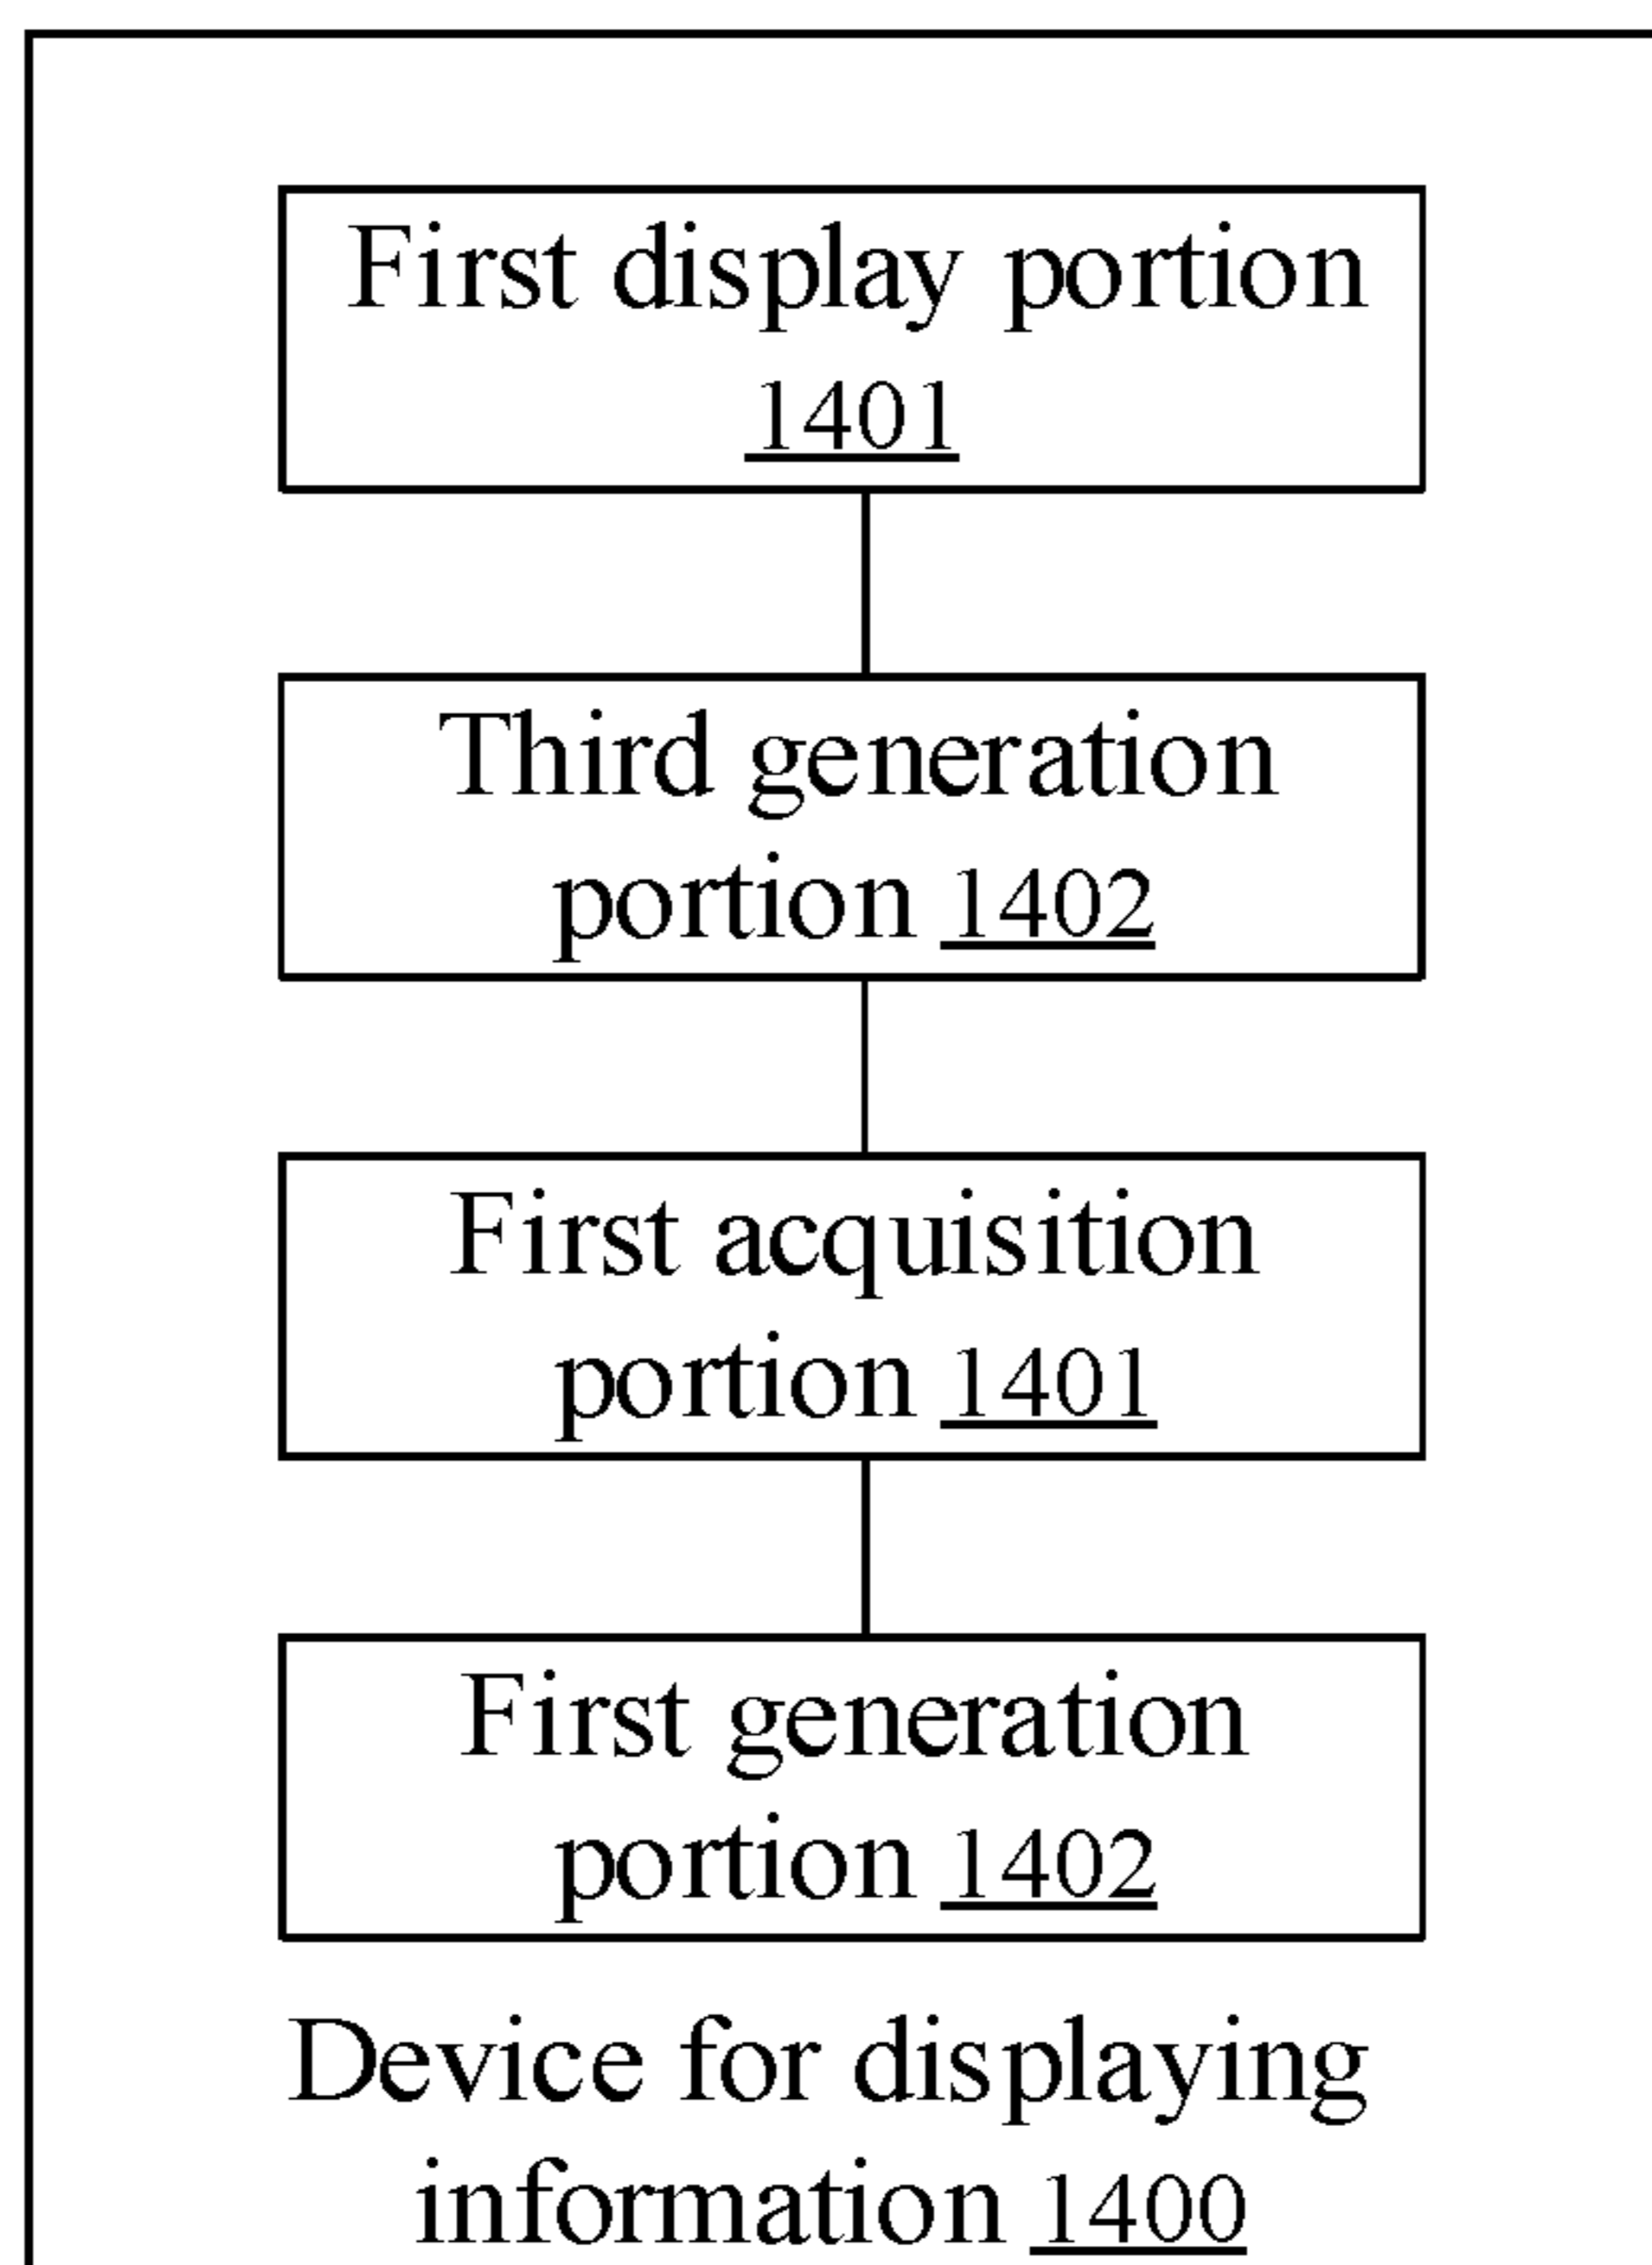 First display portion
1401
Third generation
portion 1402
First acquisition
portion 1401
First generation
portion 1402
Device for displaying
information 1400